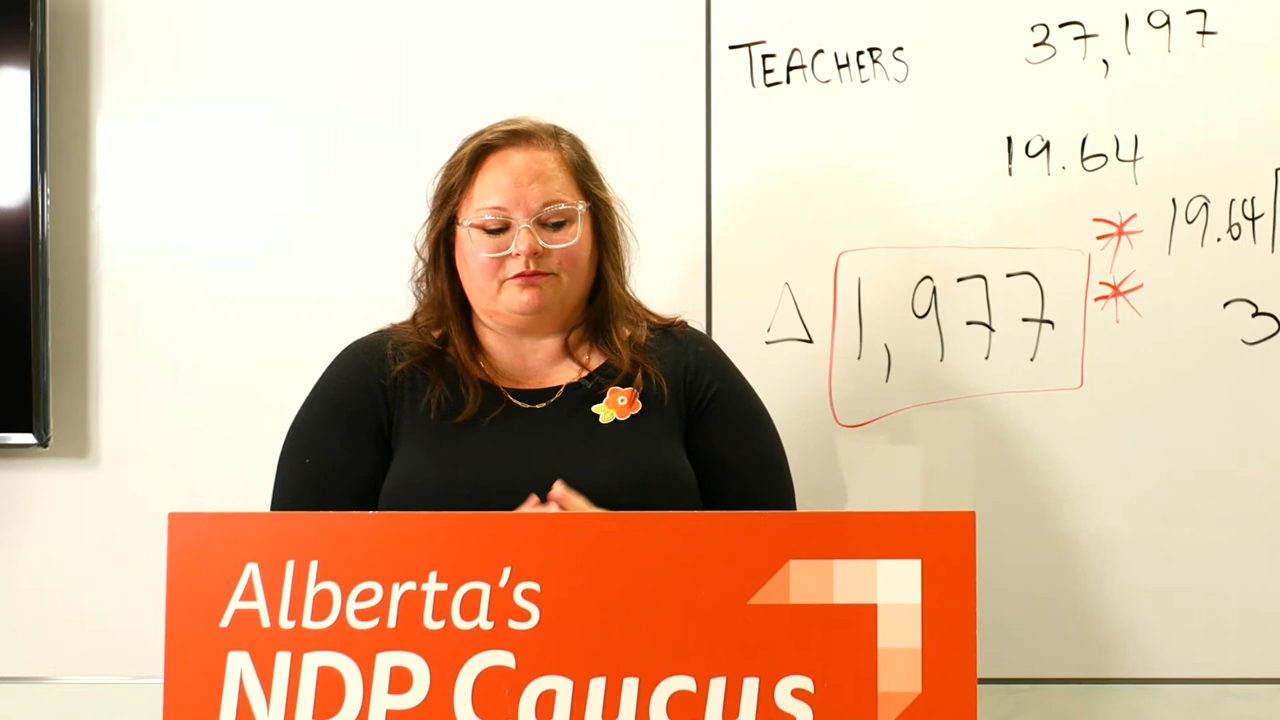 TEACHERS 37,197
19.64
19.64
Δ 1,977
3
Alberta's
NDP Caucus